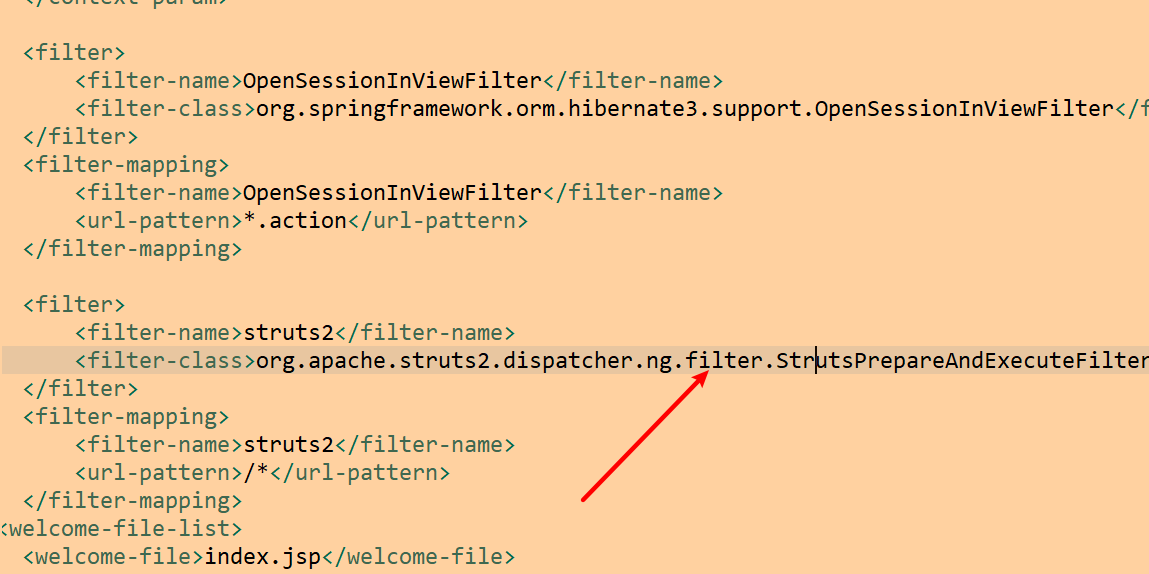 </context-param>
<filter>
<filter-name>OpenSessionInViewFilter</filter-name>
<filter-class>org.springframework.orm.hibernate3.support.OpenSessionInViewFilter</f
</filter>
<filter-mapping>
<filter-name>OpenSessionInViewFilter</filter-name>
<url-pattern>*.action</url-pattern>
</filter-mapping>
<filter>
<filter-name>struts2</filter-name>
<filter-class>org.apache.struts2.dispatcher.ng.filter.StrutsPrepareAndExecuteFilter
</filter>
<filter-mapping>
<filter-name>struts2</filter-name>
<url-pattern>/*</url-pattern>
</filter-mapping>
<welcome-file-list>
<welcome-file>index.jsp</welcome-file>